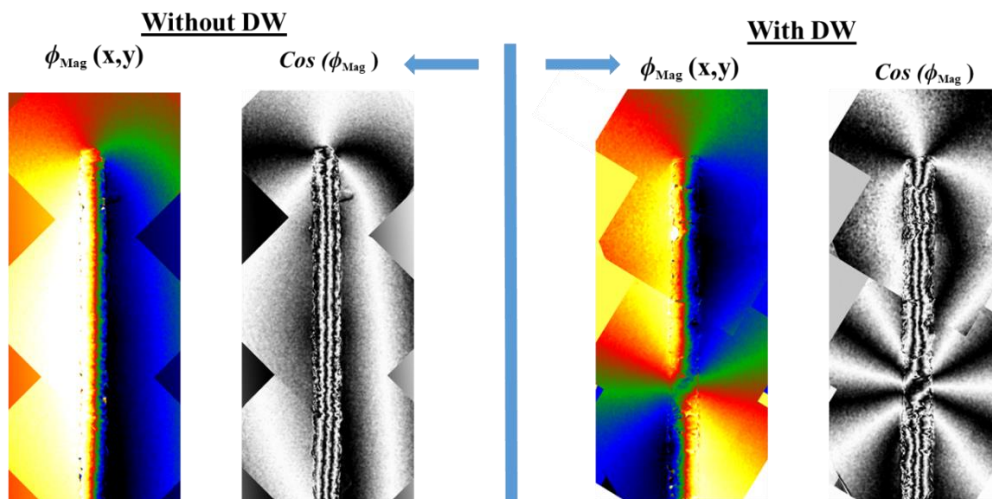 Without DW
ϕMag (x,y)
Cos (ϕMag )
With DW
ϕMag (x,y)
Cos (ϕMag )